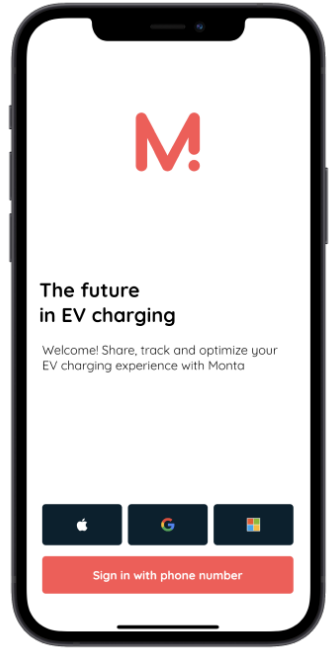 M!
The future
in EV charging
Welcome! Share, track and optimize your
EV charging experience with Monta
Sign in with phone number